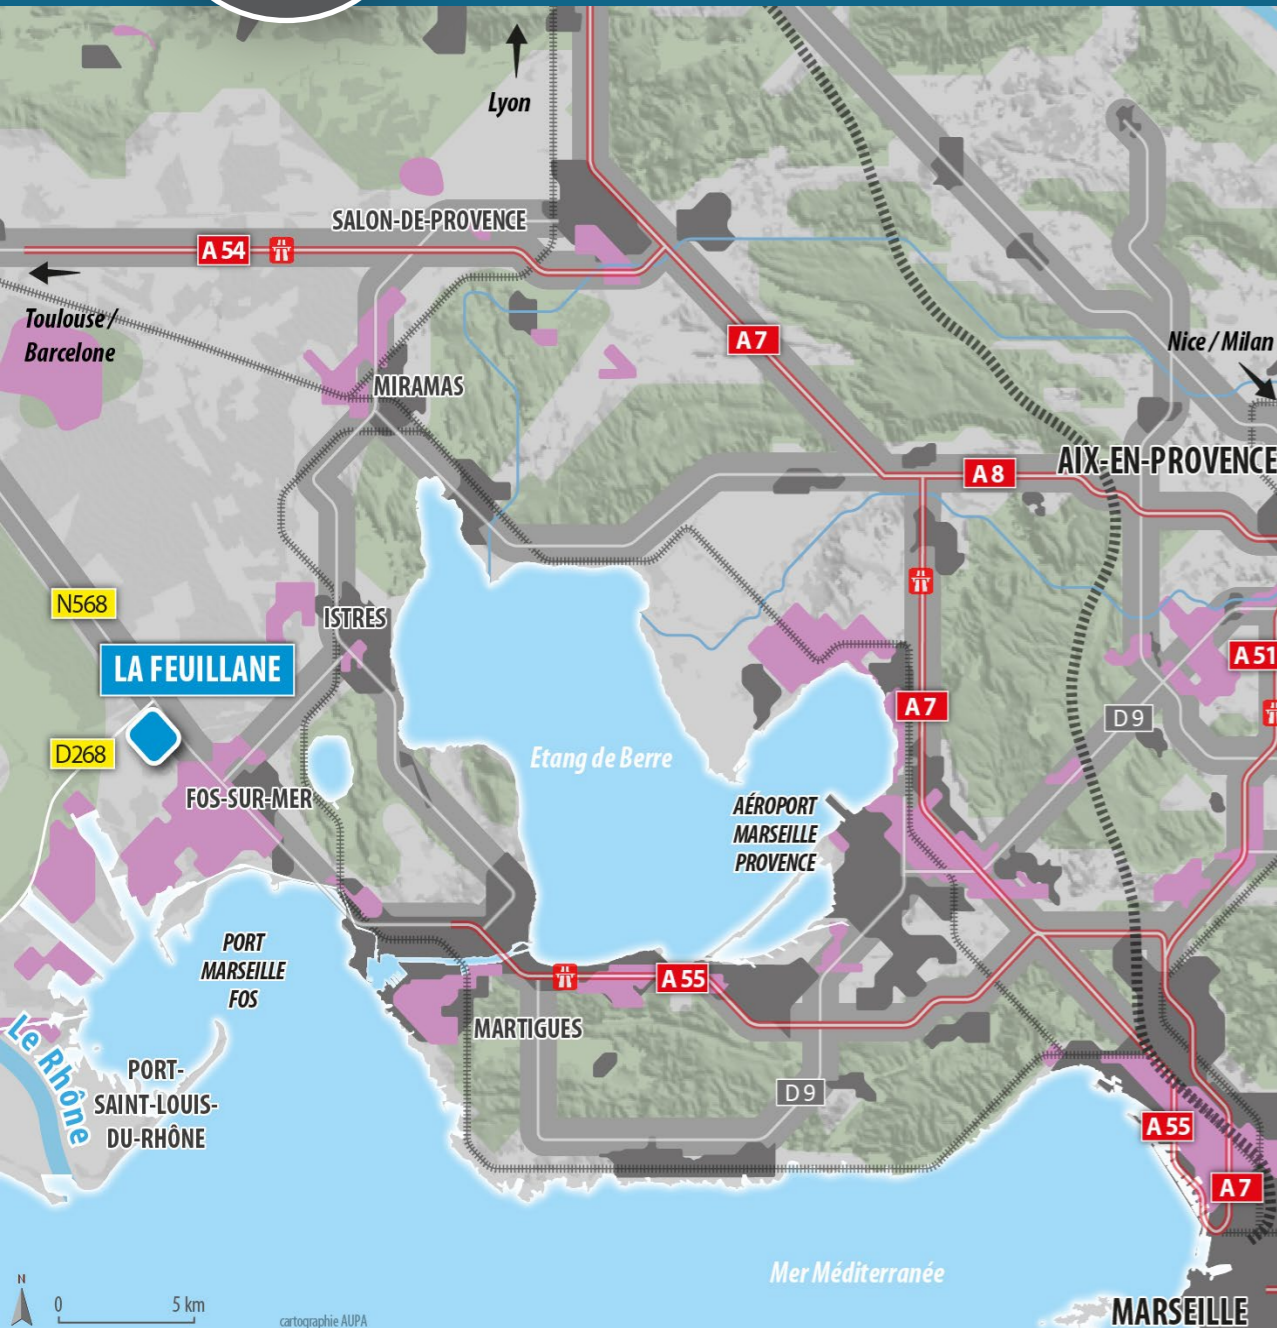 Lyon
SALON-DE-PROVENCE
A 54
Toulouse /
Barcelone
A 7
Nice / Milan
MIRAMAS
AIX-EN-PROVENCE
A 8
N568
ISTRES
LA FEUILLANE
A 51
A 7
D 9
D268
Etang de Berre
FOS-SUR-MER
AÉROPORT
MARSEILLE
PROVENCE
PORT
MARSEILLE
FOS
A 55
MARTIGUES
Le Rhône
PORT-
SAINT-LOUIS-
DU-RHÔNE
D 9
A 55
A 7
Mer Méditerranée
N
0 5 km
cartographie AUPA
MARSEILLE